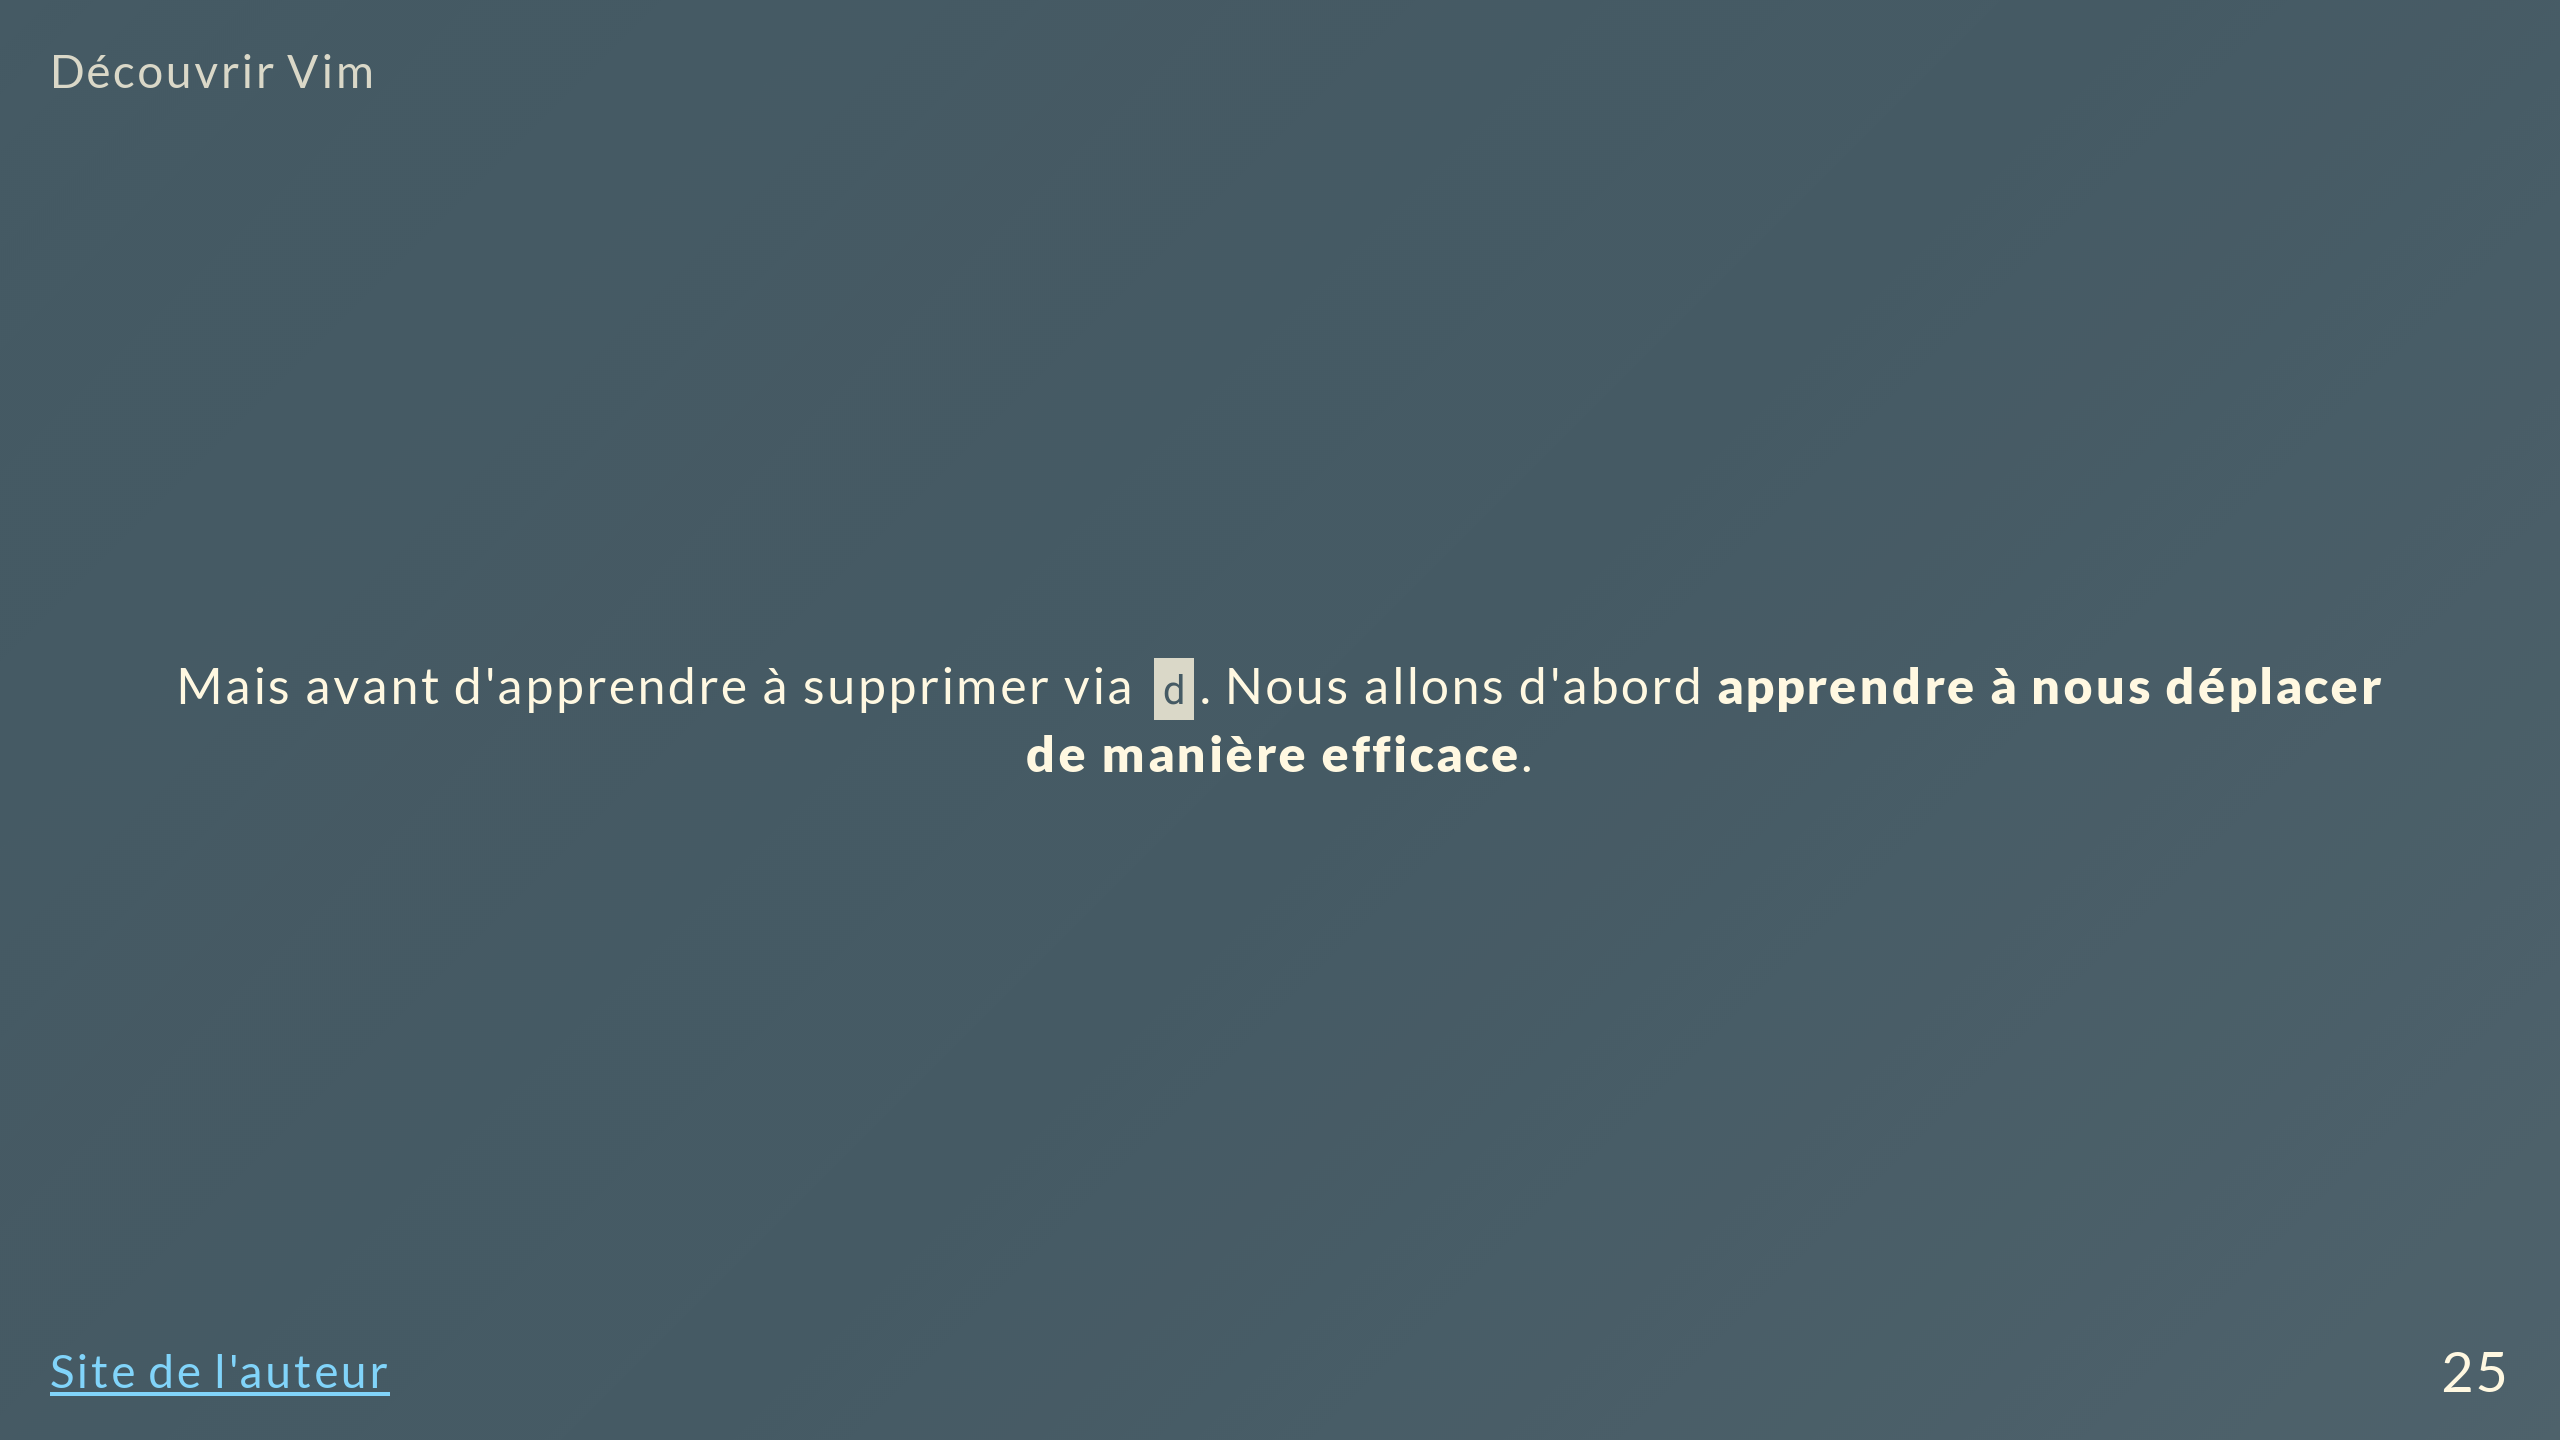 Découvrir Vim
Mais avant d'apprendre à supprimer via d. Nous allons d'abord apprendre à nous déplacer
de manière efficace.
Site de l'auteur
25